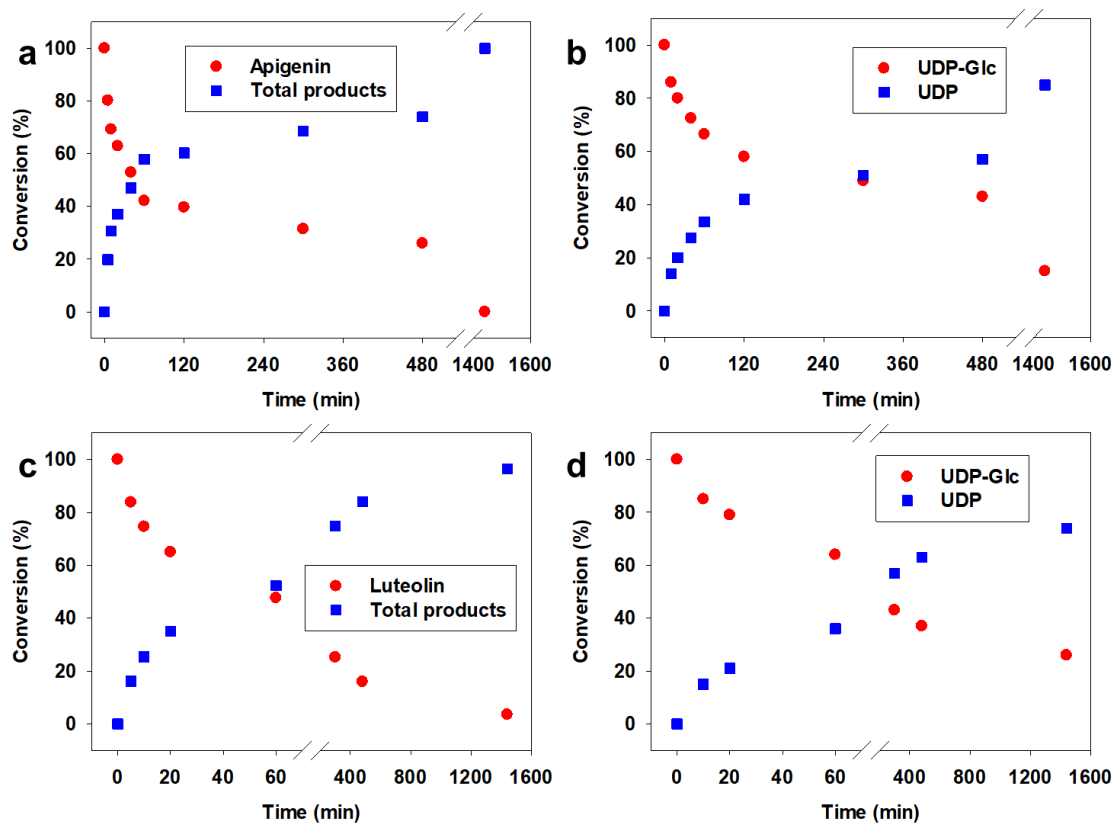 a
Apigenin
Total products
Conversion (%)
100
80
60
40
20
0
0 120 240 360 480 1400 1600
Time (min)
b
UDP-Glc
UDP
Conversion (%)
100
80
60
40
20
0
0 120 240 360 480 1400 1600
Time (min)
c
Luteolin
Total products
Conversion (%)
100
80
60
40
20
0
0 20 40 60 400 800 1200 1600
Time (min)
d
UDP-Glc
UDP
Conversion (%)
100
80
60
40
20
0
0 20 40 60 400 800 1200 1600
Time (min)